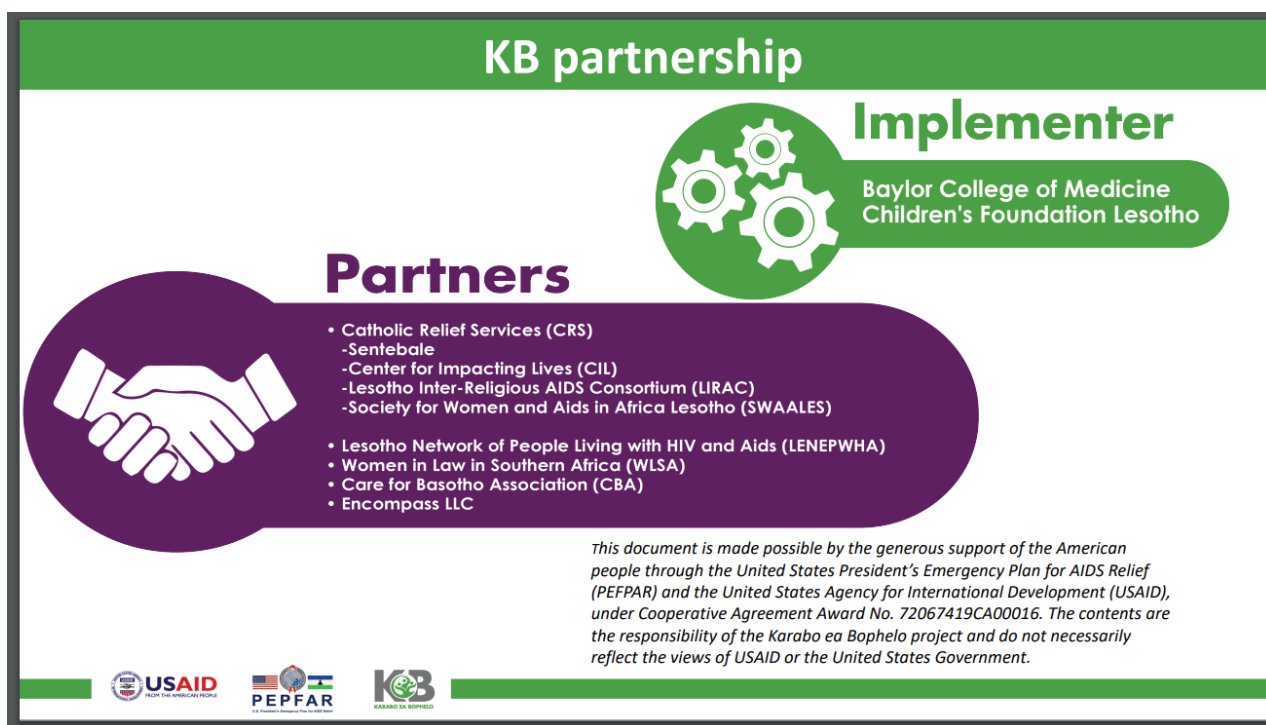 KB partnership
Implementer
Baylor College of Medicine
Children's Foundation Lesotho
Partners
• Catholic Relief Services (CRS)
-Sentebale
-Center for Impacting Lives (CIL)
-Lesotho Inter-Religious AIDS Consortium (LIRAC)
-Society for Women and Aids in Africa Lesotho (SWAALES)
• Lesotho Network of People Living with HIV and Aids (LENEPWHA)
• Women in Law in Southern Africa (WLSA)
• Care for Basotho Association (CBA)
• Encompass LLC
This document is made possible by the generous support of the American
people through the United States President's Emergency Plan for AIDS Relief
(PEFPAR) and the United States Agency for International Development (USAID),
under Cooperative Agreement Award No. 72067419CA00016. The contents are
the responsibility of the Karabo ea Bophelo project and do not necessarily
reflect the views of USAID or the United States Government.
USAID
FROM THE AMERICAN PEOPLE
PEPFAR
U.S. President's Emergency Plan for AIDS Relief
KB
KARABO EA BOPHELO